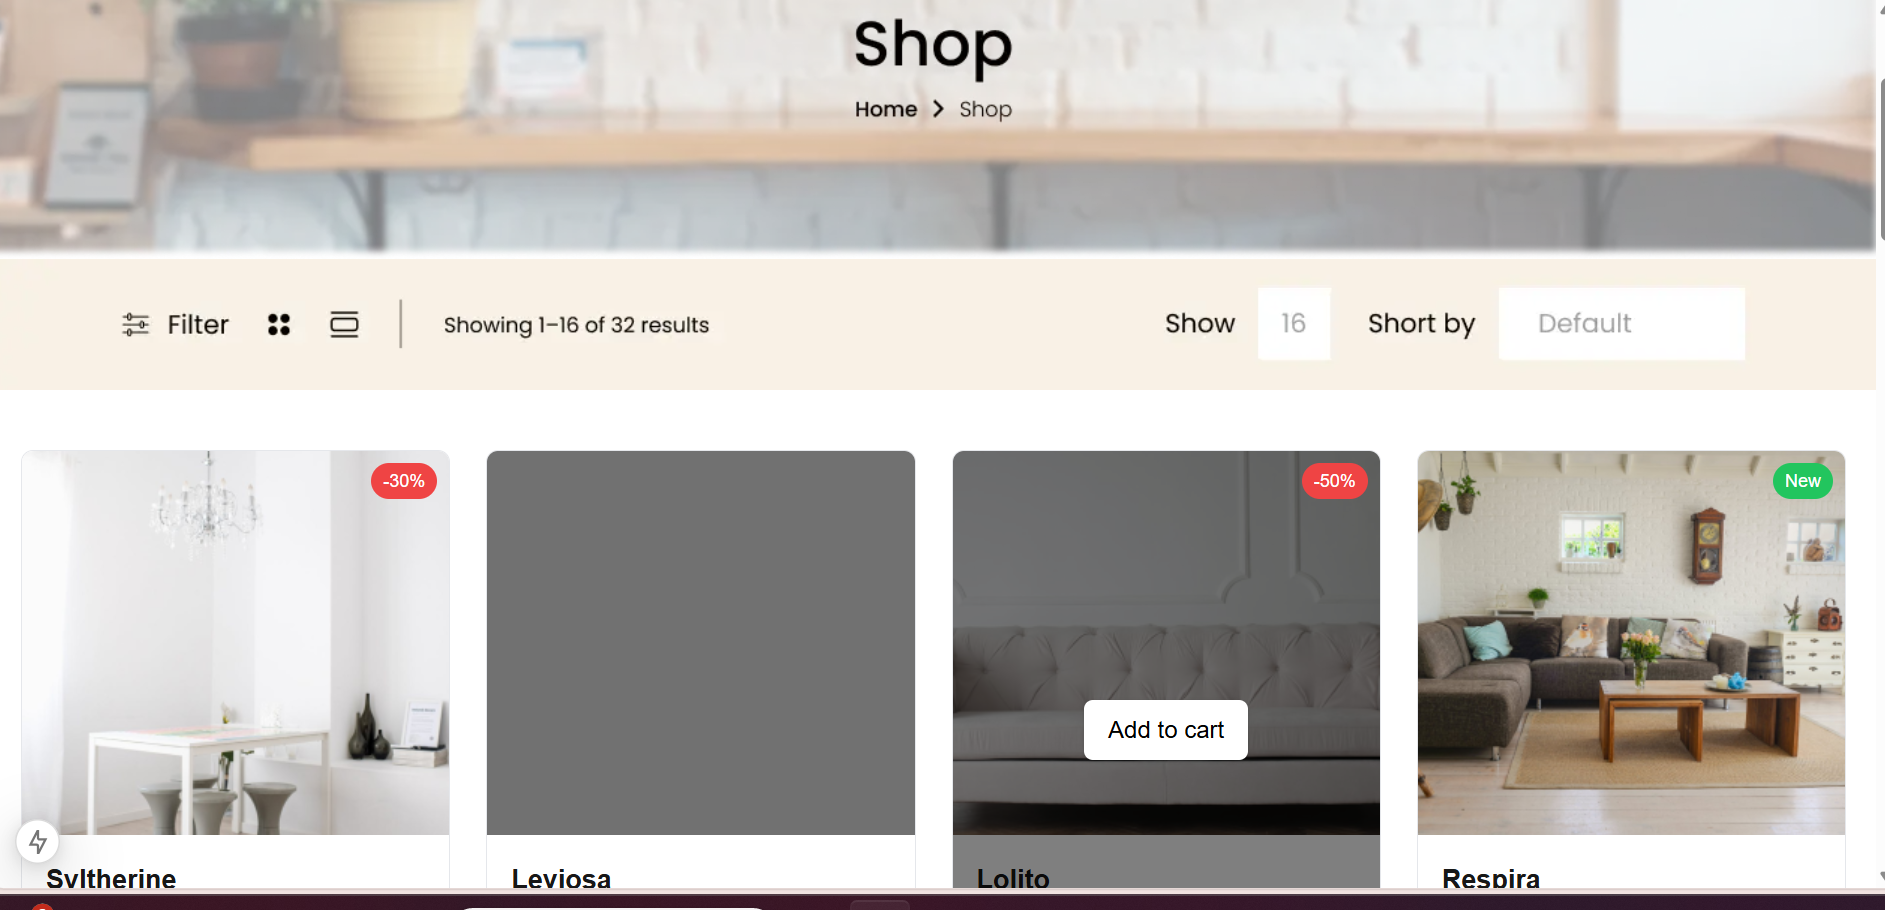 Shop
Home > Shop
Filter
Showing 1–16 of 32 results
Show 16 Short by Default
-30%
-50%
New
Add to cart
Syltherine
Leviosa
Lolito
Respira